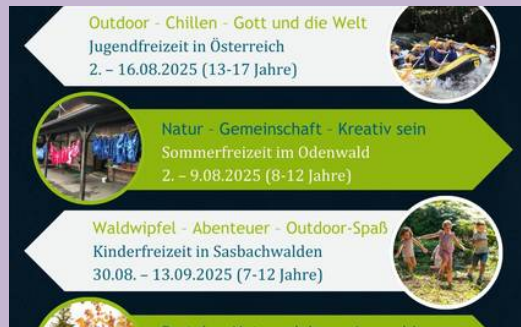 Outdoor - Chillen - Gott und die Welt
Jugendfreizeit in Österreich
2. – 16.08.2025 (13-17 Jahre)
Natur - Gemeinschaft - Kreativ sein
Sommerfreizeit im Odenwald
2. – 9.08.2025 (8-12 Jahre)
Waldwipfel - Abenteuer - Outdoor-Spaß
Kinderfreizeit in Sasbachwalden
30.08. – 13.09.2025 (7-12 Jahre)